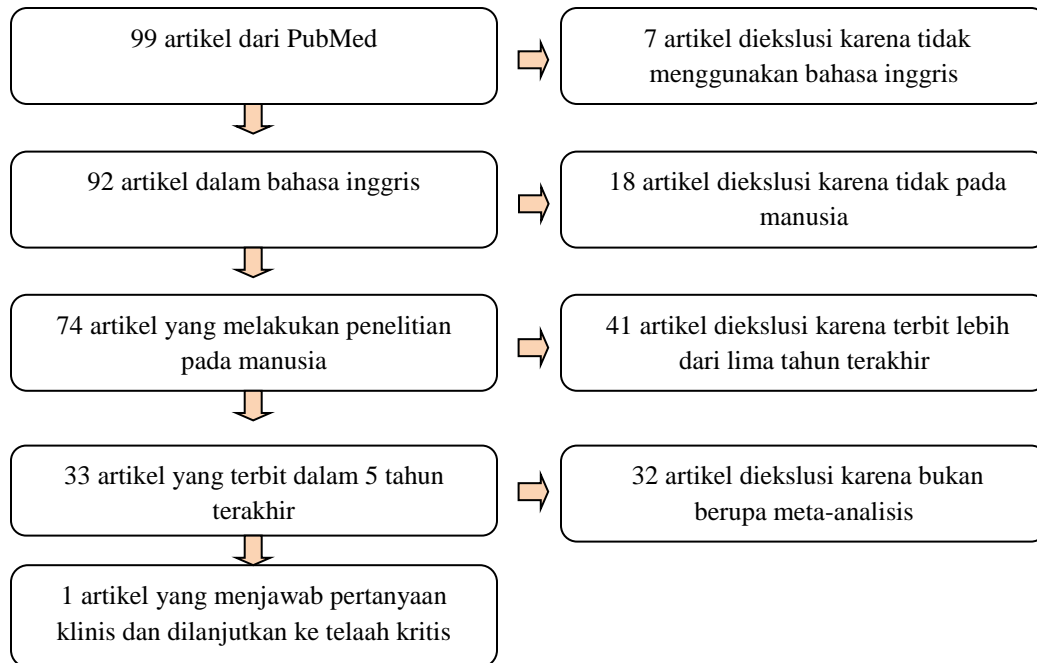 99 artikel dari PubMed
7 artikel diekslusi karena tidak
menggunakan bahasa inggris
92 artikel dalam bahasa inggris
18 artikel diekslusi karena tidak pada
manusia
74 artikel yang melakukan penelitian
pada manusia
41 artikel diekslusi karena terbit lebih
dari lima tahun terakhir
33 artikel yang terbit dalam 5 tahun
terakhir
32 artikel diekslusi karena bukan
berupa meta-analisis
1 artikel yang menjawab pertanyaan
klinis dan dilanjutkan ke telaah kritis